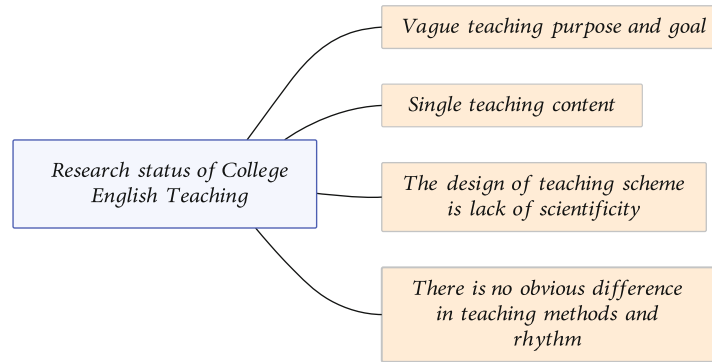 Research status of College
English Teaching
Vague teaching purpose and goal
Single teaching content
The design of teaching scheme
is lack of scientificity
There is no obvious difference
in teaching methods and
rhythm